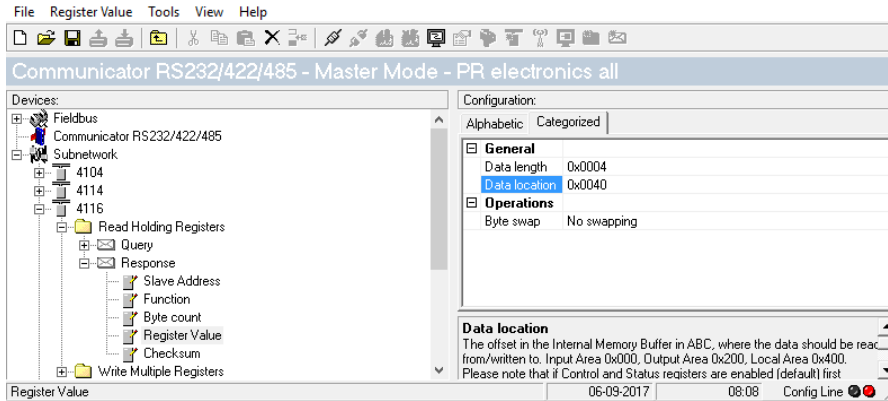 File Register Value Tools View Help
Communicator RS232/422/485 - Master Mode - PR electronics all
Devices:
Fieldbus
Communicator RS232/422/485
Subnetwork
4104
4114
4116
Read Holding Registers
Query
Response
Slave Address
Function
Byte count
Register Value
Checksum
Write Multiple Registers
Configuration:
Alphabetic Categorized
General
Data length 0x0004
Data location 0x0040
Operations
Byte swap No swapping
Data location
The offset in the Internal Memory Buffer in ABC, where the data should be
from/written to. Input Area 0x000, Output Area 0x200, Local Area 0x400.
Please note that if Control and Status registers are enabled (default) first
Register Value 06-09-2017 08:08 Config Line